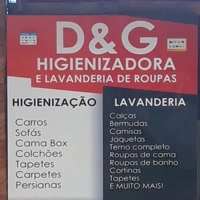 D&G
HIGIENIZADORA
E LAVANDERIA DE ROUPAS
HIGIENIZAÇÃO
Carros
Sofás
Cama Box
Colchões
Tapetes
Carpetes
Persianas
LAVANDERIA
Calças
Bermudas
Camisas
Jaquetas
Terno completo
Roupas de cama
Roupas de banho
Cortinas
Tapetes
E MUITO MAIS!